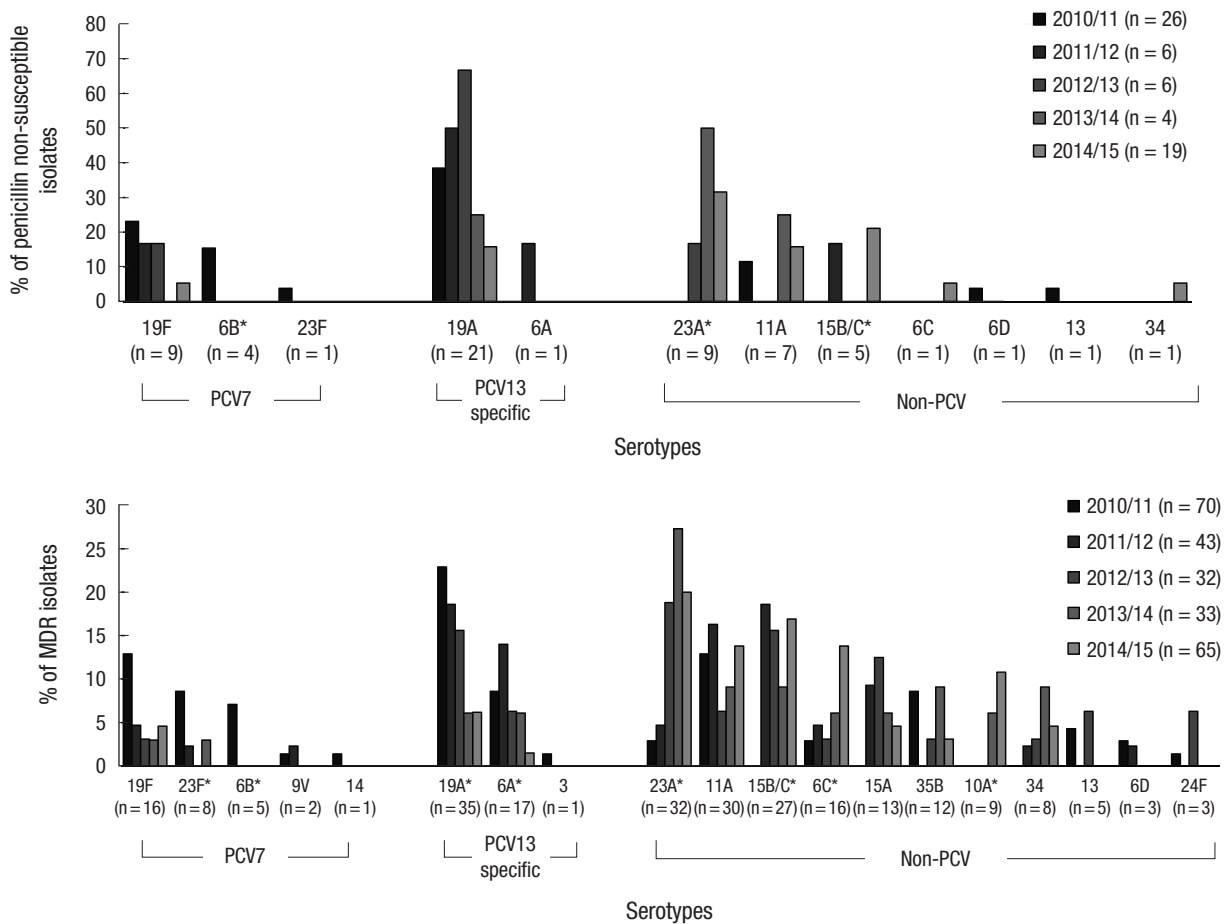 % of penicillin non-susceptible
isolates
80
70
60
50
40
30
20
10
0
2010/11 (n = 26)
2011/12 (n = 6)
2012/13 (n = 6)
2013/14 (n = 4)
2014/15 (n = 19)
19F 6B* 23F 19A 6A 23A* 11A 15B/C* 6C 6D 13 34
(n = 9) (n = 4) (n = 1) (n = 21) (n = 1) (n = 9) (n = 7) (n = 5) (n = 1) (n = 1) (n = 1) (n = 1)
PCV7 PCV13 Non-PCV
specific
Serotypes
% of MDR isolates
30
25
20
15
10
5
0
2010/11 (n = 70)
2011/12 (n = 43)
2012/13 (n = 32)
2013/14 (n = 33)
2014/15 (n = 65)
19F 23F* 6B* 9V 14 19A* 6A* 3 23A* 11A 15B/C* 6C* 15A 35B 10A* 34 13 6D 24F
(n=16) (n=8) (n=5) (n=2) (n=1) (n=35) (n=17) (n=1) (n=32) (n=30) (n=27) (n=16) (n=13) (n=12) (n=9) (n=8) (n=5) (n=3) (n=3)
PCV7 PCV13 Non-PCV
specific
Serotypes